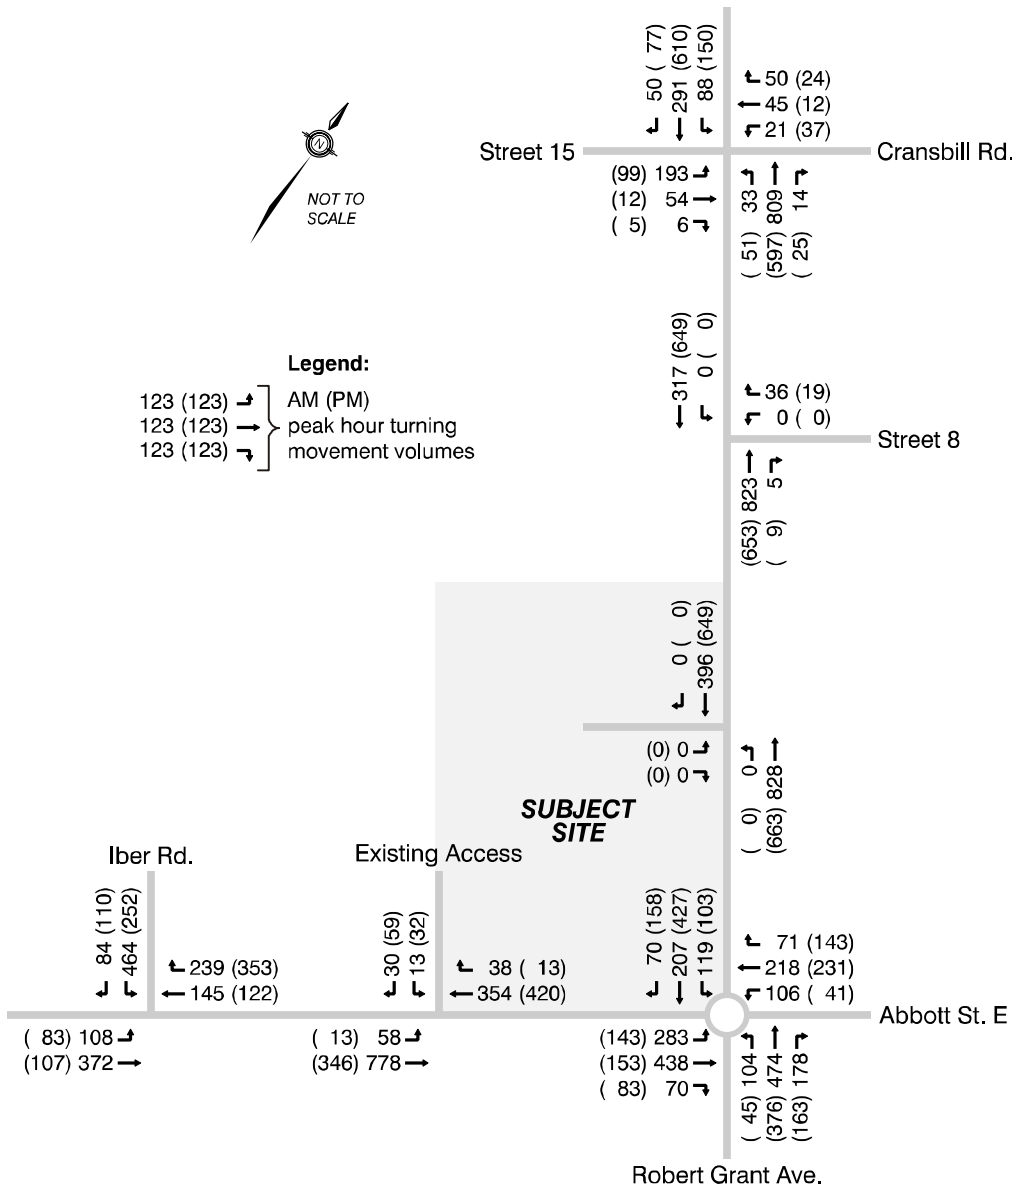 50 ( 77)
291 (610)
88 (150)
50 (24)
45 (12)
21 (37)
Street 15
Cransbill Rd.
(99) 193
(12) 54
( 5) 6
( 51) 33
(597) 809
( 25) 14
N
NOT TO
SCALE
317 (649)
0 ( 0)
36 (19)
0 ( 0)
Street 8
(653) 823
( 9) 5
Legend:
123 (123)
123 (123)
123 (123)
AM (PM)
peak hour turning
movement volumes
0 ( 0)
396 (649)
(0) 0
(0) 0
( 0) 0
(663) 828
SUBJECT
SITE
Iber Rd.
Existing Access
84 (110)
464 (252)
239 (353)
145 (122)
( 83) 108
(107) 372
30 (59)
13 (32)
38 ( 13)
354 (420)
( 13) 58
(346) 778
70 (158)
207 (427)
119 (103)
71 (143)
218 (231)
106 ( 41)
Abbott St. E
(143) 283
(153) 438
( 83) 70
( 45) 104
(376) 474
(163) 178
Robert Grant Ave.